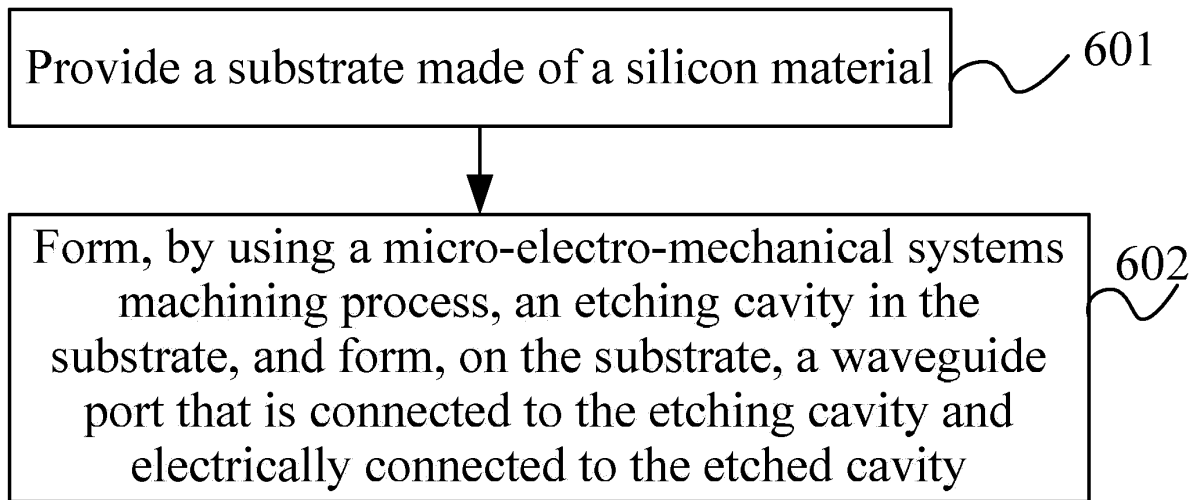 Provide a substrate made of a silicon material
601
Form, by using a micro-electro-mechanical systems
machining process, an etching cavity in the
substrate, and form, on the substrate, a waveguide
port that is connected to the etching cavity and
electrically connected to the etched cavity
602